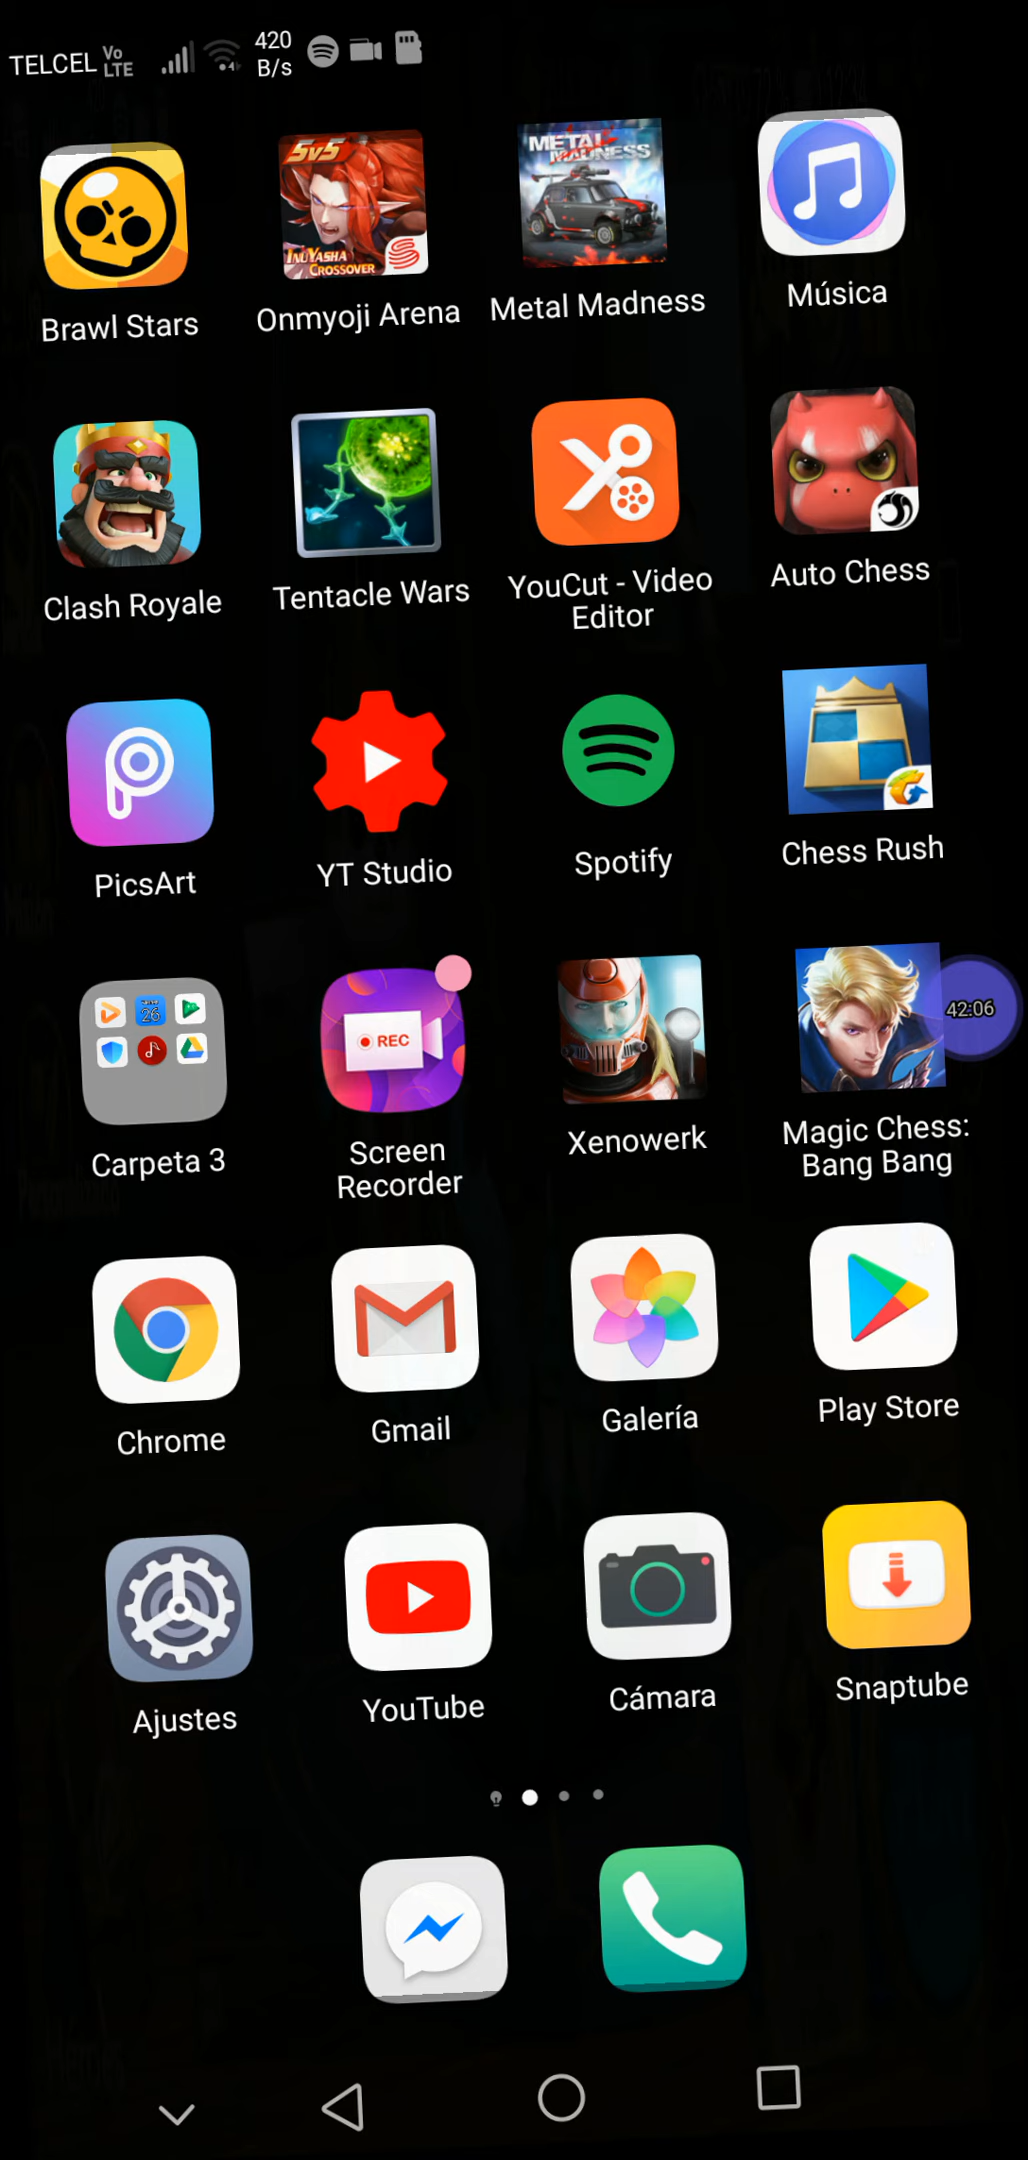 TELCEL Vo LTE 420 B/s
5v5
INUYASHA
CROSSOVER
METAL
MADNESS
Brawl Stars
Onmyoji Arena
Metal Madness
Música
Clash Royale
Tentacle Wars
YouCut - Video
Editor
Auto Chess
PicsArt
YT Studio
Spotify
Chess Rush
26
REC
42:06
Carpeta 3
Screen
Recorder
Xenowerk
Magic Chess:
Bang Bang
Chrome
Gmail
Galería
Play Store
Ajustes
YouTube
Cámara
Snaptube